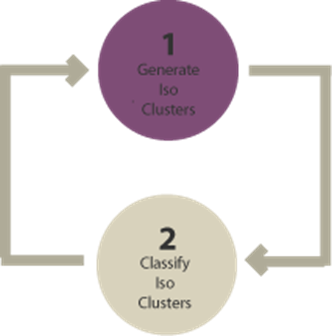 1
Generate
Iso
Clusters
2
Classify
Iso
Clusters